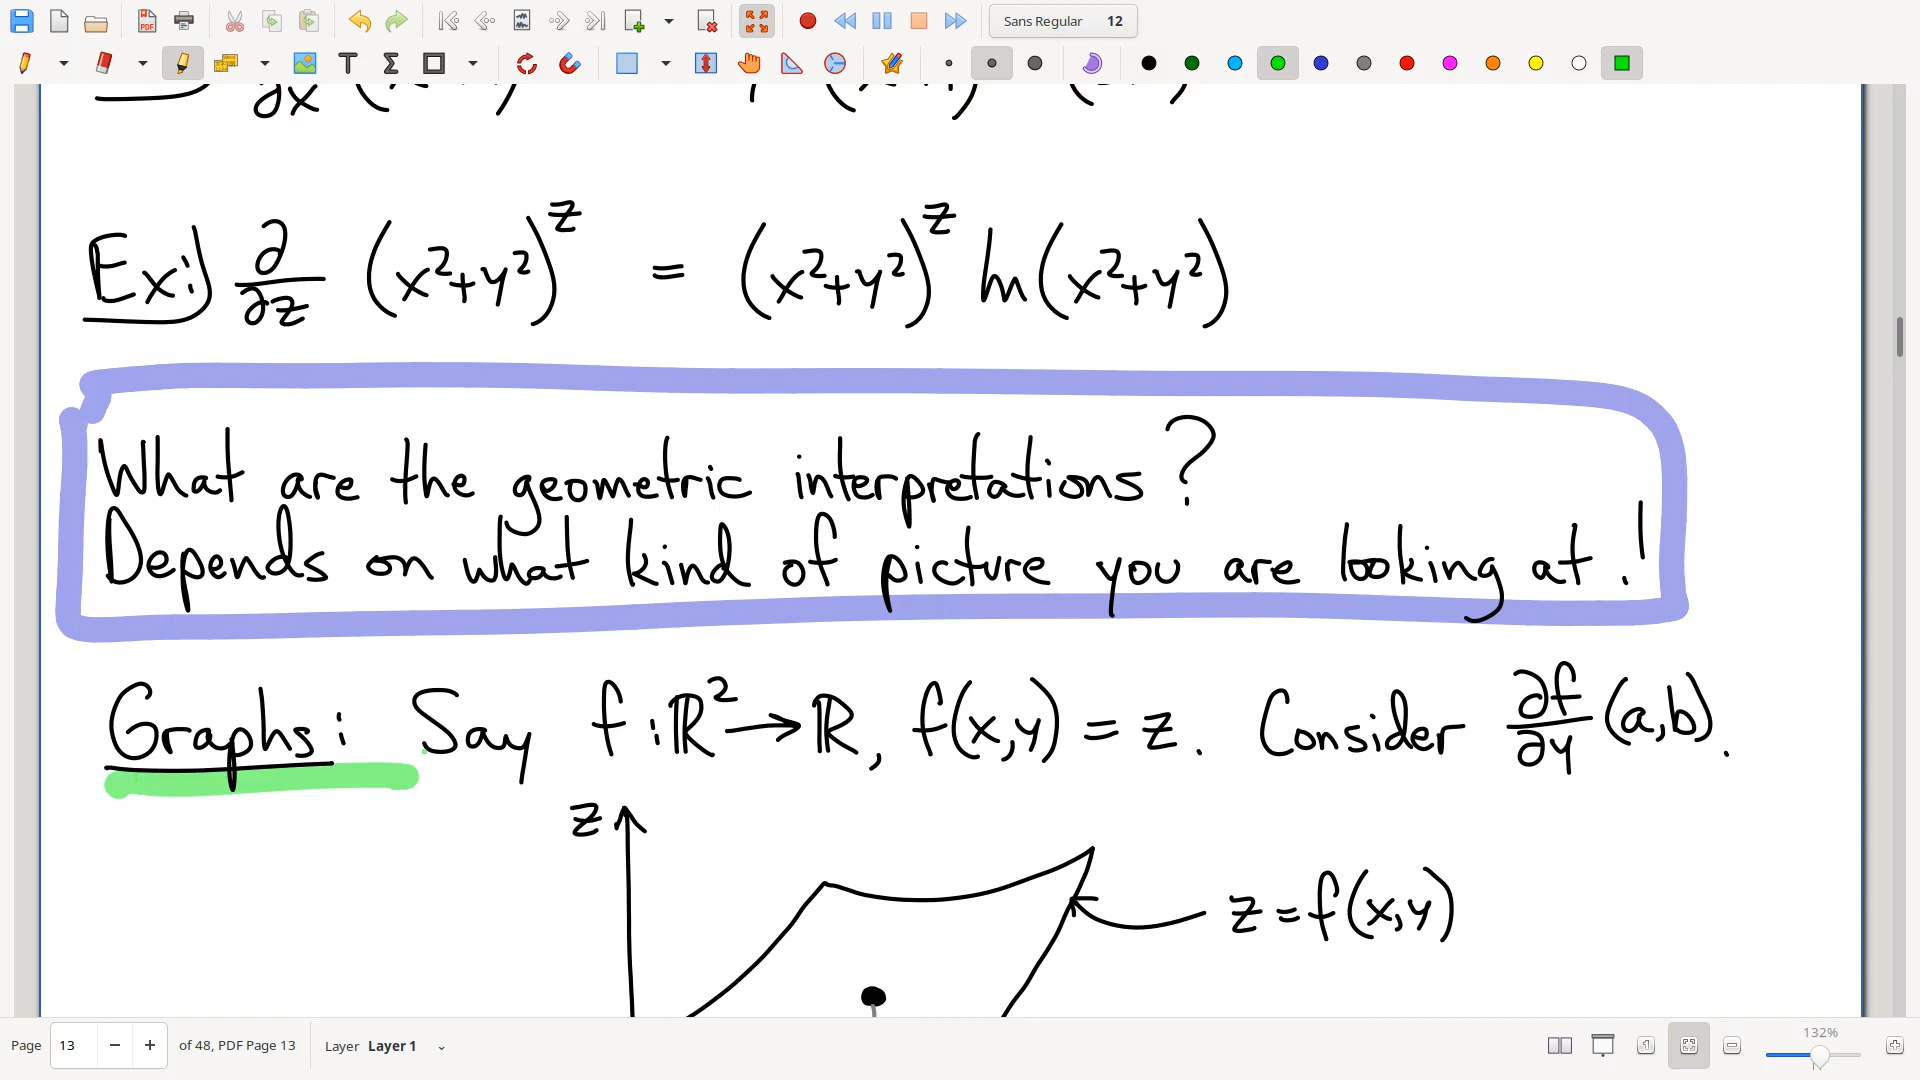 Sans Regular 12
Ex:) ∂/∂z (x²+y²)^z = (x²+y²)^z ln(x²+y²)
What are the geometric interpretations?
Depends on what kind of picture you are looking at!
Graphs: Say f:ℝ²→ℝ, f(x,y) = z. Consider ∂f/∂y (a,b).
z
z=f(x,y)
Page 13 of 48, PDF Page 13 Layer Layer 1 132%